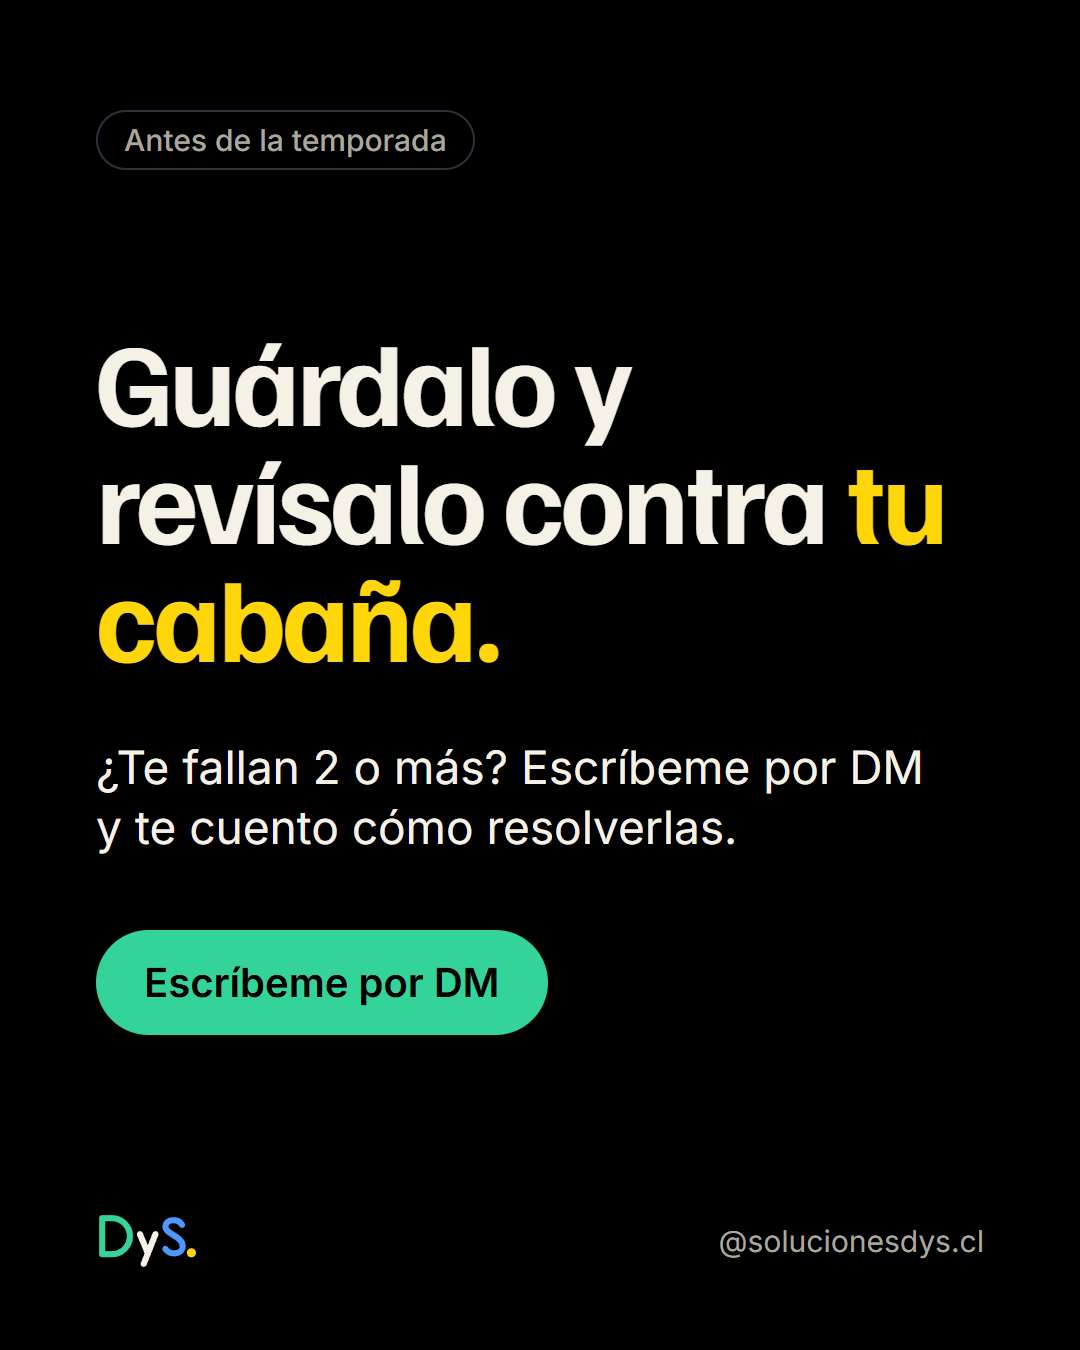 Antes de la temporada
Guárdalo y
revísalo contra tu
cabaña.
¿Te fallan 2 o más? Escríbeme por DM
y te cuento cómo resolverlas.
Escríbeme por DM
DyS.
@solucionesdys.cl